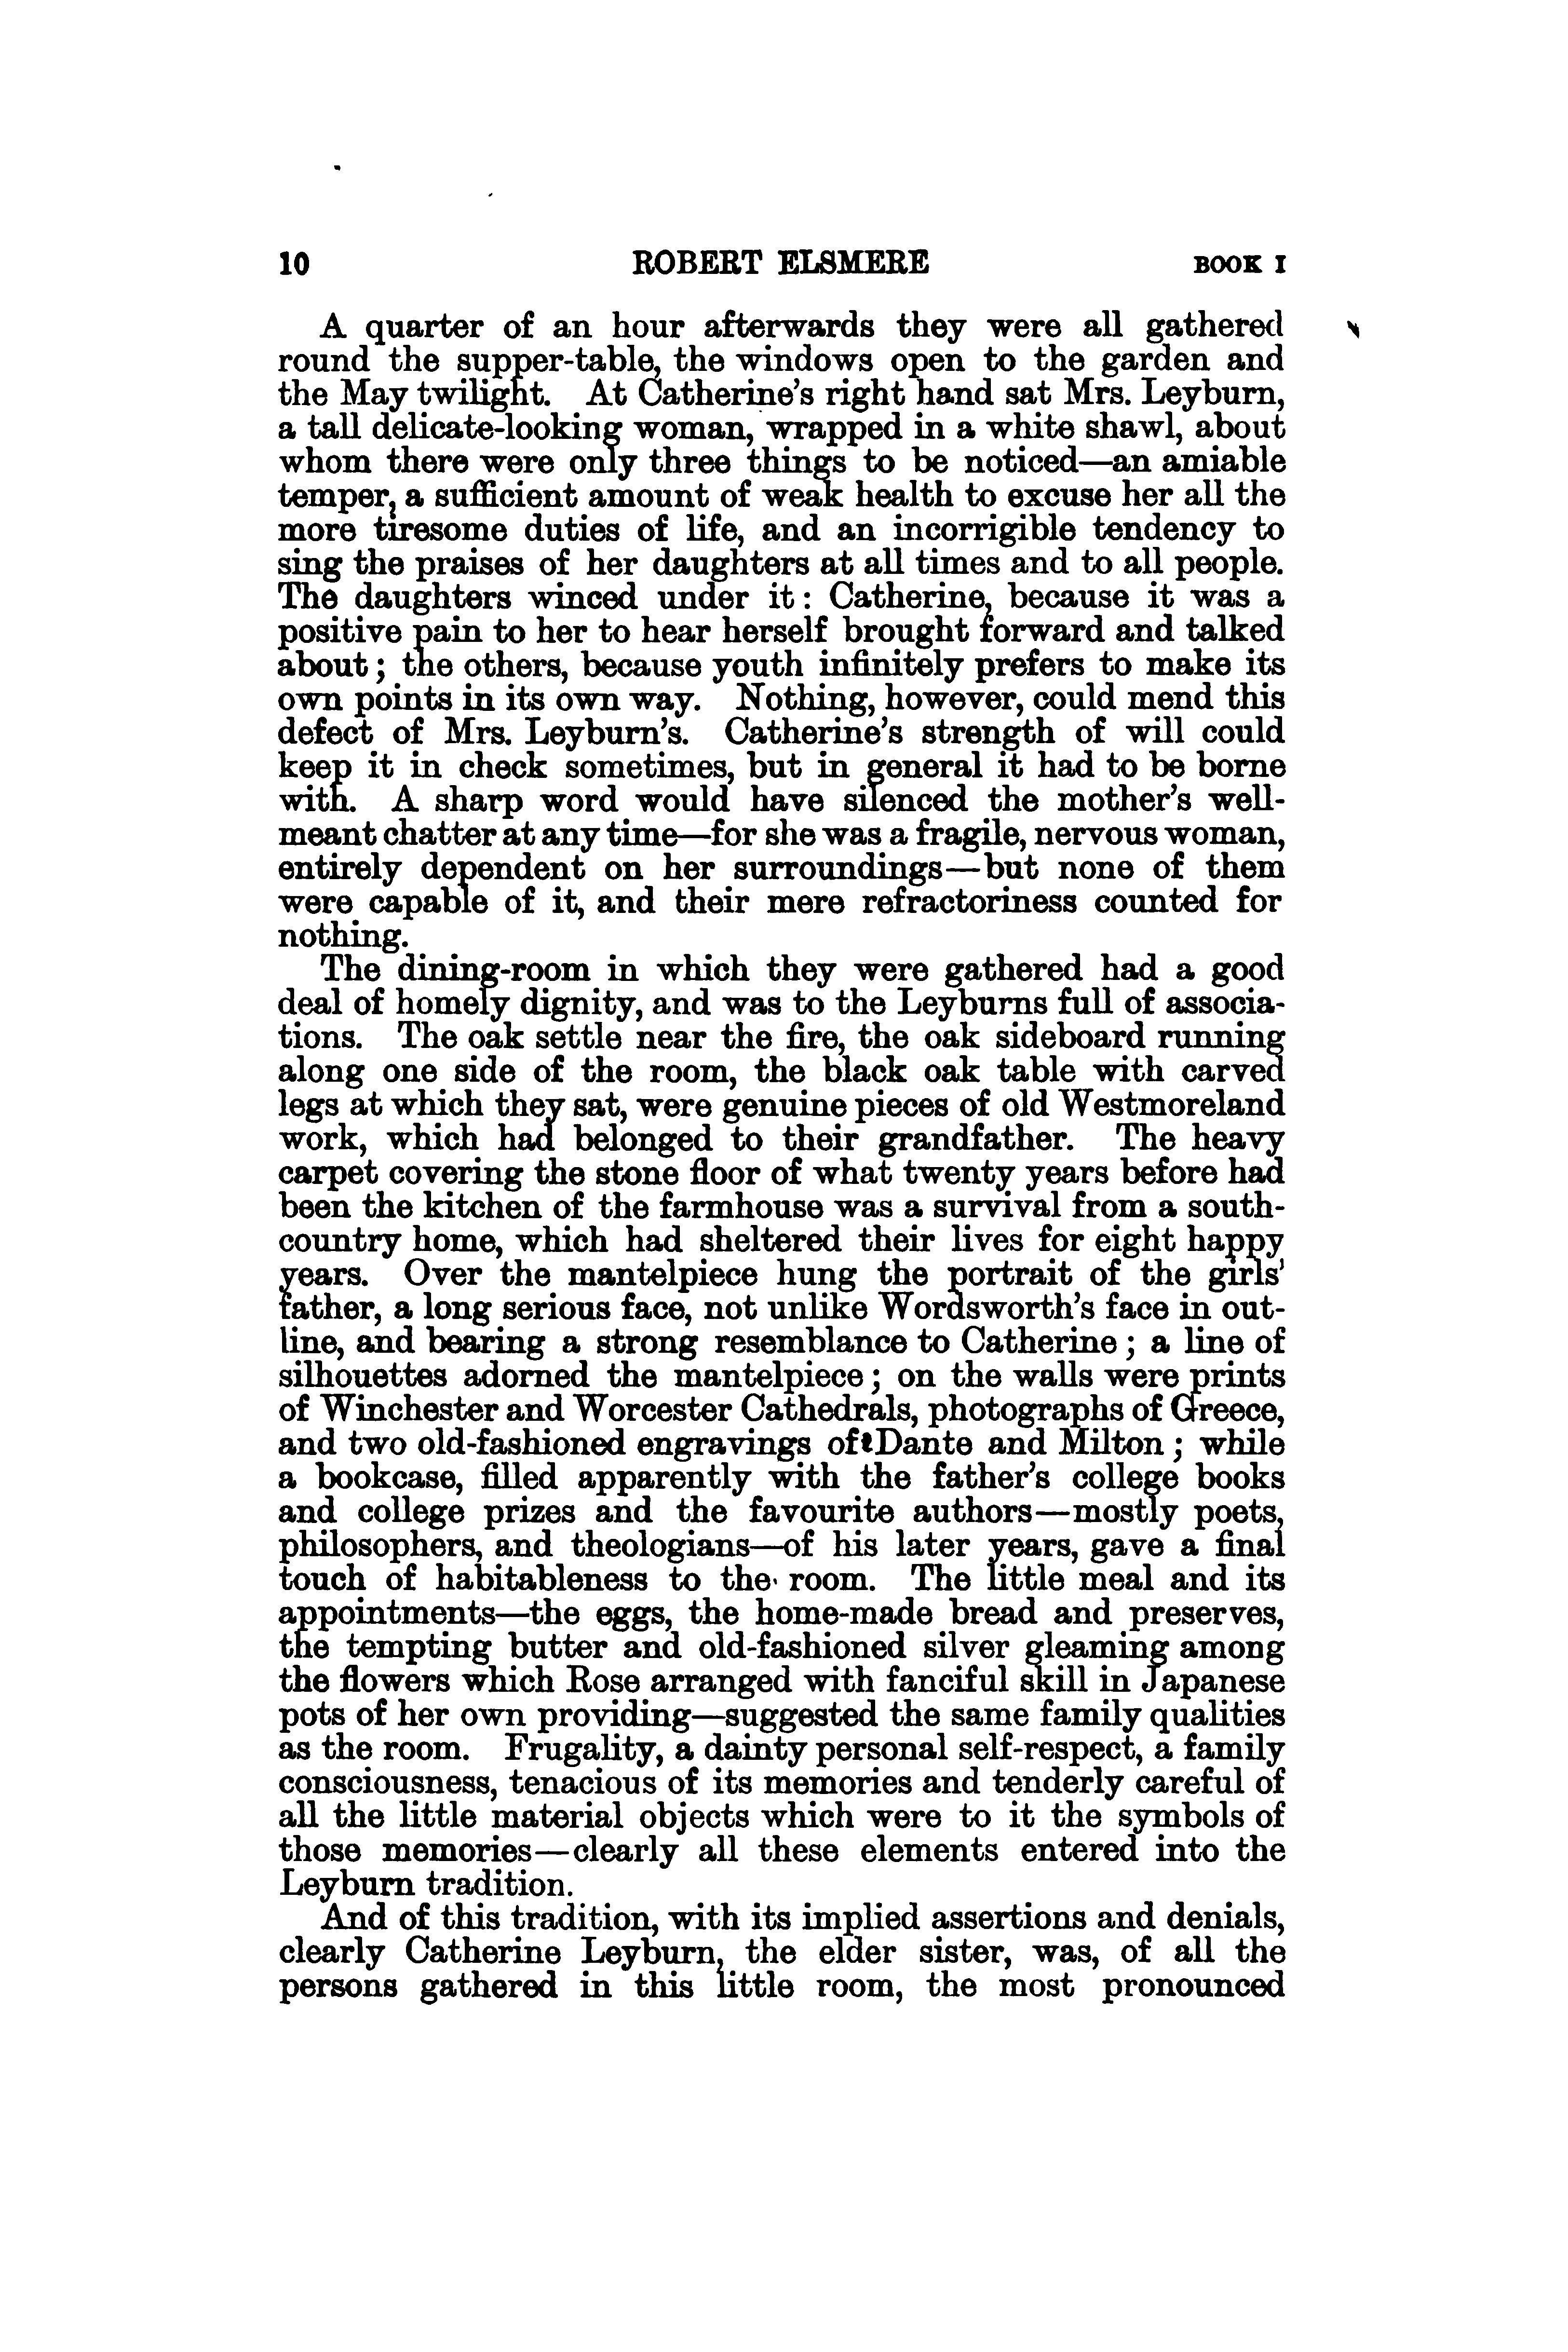 10 ROBERT ELSMERE BOOK I
A quarter of an hour afterwards they were all gathered
round the supper-table, the windows open to the garden and
the May twilight. At Catherine's right hand sat Mrs. Leyburn,
a tall delicate-looking woman, wrapped in a white shawl, about
whom there were only three things to be noticed—an amiable
temper, a sufficient amount of weak health to excuse her all the
more tiresome duties of life, and an incorrigible tendency to
sing the praises of her daughters at all times and to all people.
The daughters winced under it: Catherine, because it was a
positive pain to her to hear herself brought forward and talked
about; the others, because youth infinitely prefers to make its
own points in its own way. Nothing, however, could mend this
defect of Mrs. Leyburn's. Catherine's strength of will could
keep it in check sometimes, but in general it had to be borne
with. A sharp word would have silenced the mother's well-
meant chatter at any time—for she was a fragile, nervous woman,
entirely dependent on her surroundings—but none of them
were capable of it, and their mere refractoriness counted for
nothing.
The dining-room in which they were gathered had a good
deal of homely dignity, and was to the Leyburns full of associa-
tions. The oak settle near the fire, the oak sideboard running
along one side of the room, the black oak table with carved
legs at which they sat, were genuine pieces of old Westmoreland
work, which had belonged to their grandfather. The heavy
carpet covering the stone floor of what twenty years before had
been the kitchen of the farmhouse was a survival from a south-
country home, which had sheltered their lives for eight happy
years. Over the mantelpiece hung the portrait of the girls'
father, a long serious face, not unlike Wordsworth's face in out-
line, and bearing a strong resemblance to Catherine; a line of
silhouettes adorned the mantelpiece; on the walls were prints
of Winchester and Worcester Cathedrals, photographs of Greece,
and two old-fashioned engravings of Dante and Milton; while
a bookcase, filled apparently with the father's college books
and college prizes and the favourite authors—mostly poets,
philosophers, and theologians—of his later years, gave a final
touch of habitableness to the room. The little meal and its
appointments—the eggs, the home-made bread and preserves,
the tempting butter and old-fashioned silver gleaming among
the flowers which Rose arranged with fanciful skill in Japanese
pots of her own providing—suggested the same family qualities
as the room. Frugality, a dainty personal self-respect, a family
consciousness, tenacious of its memories and tenderly careful of
all the little material objects which were to it the symbols of
those memories—clearly all these elements entered into the
Leyburn tradition.
And of this tradition, with its implied assertions and denials,
clearly Catherine Leyburn, the elder sister, was, of all the
persons gathered in this little room, the most pronounced